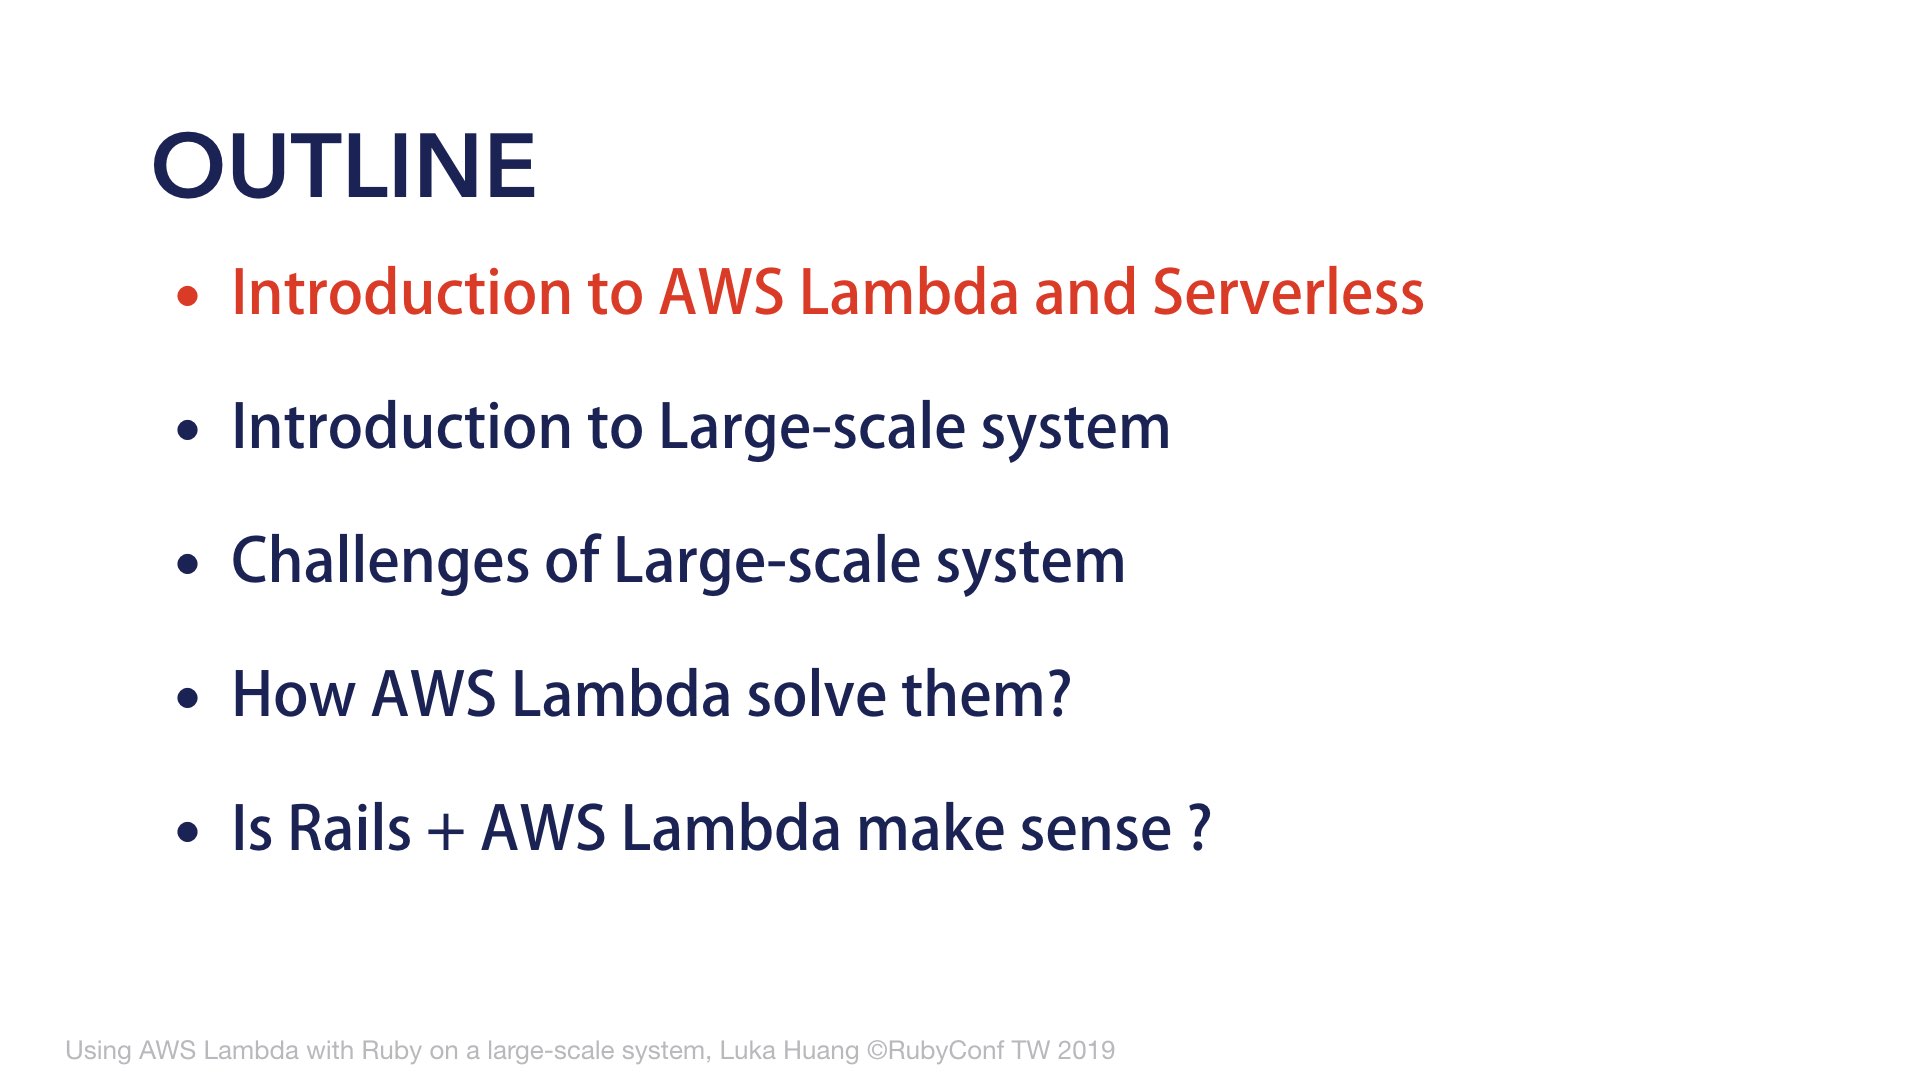 OUTLINE
• Introduction to AWS Lambda and Serverless
• Introduction to Large-scale system
• Challenges of Large-scale system
• How AWS Lambda solve them?
• Is Rails + AWS Lambda make sense ?
Using AWS Lambda with Ruby on a large-scale system, Luka Huang ©RubyConf TW 2019